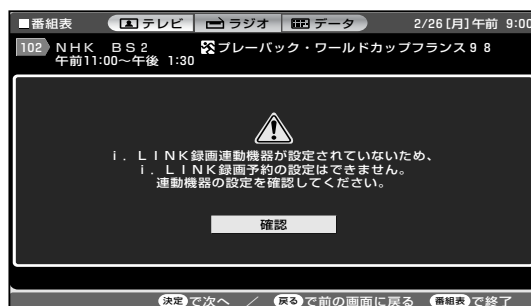 ■番組表 テレビ ラジオ データ 2/26[月]午前 9:00
102 NHK BS2 プレーバック・ワールドカップフランス98
午前11:00～午後 1:30
i．LINK録画連動機器が設定されていないため、
i．LINK録画予約の設定はできません。
連動機器の設定を確認してください。
確認
決定で次へ ／ 戻るで前の画面に戻る 番組表で終了